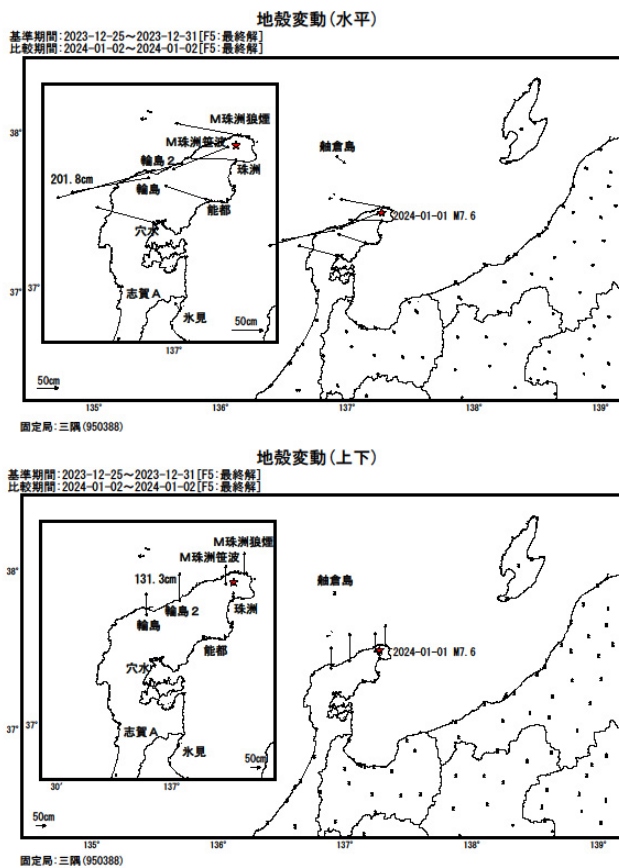 地殻変動(水平)
基準期間:2023-12-25~2023-12-31[F5:最終解]
比較期間:2024-01-02~2024-01-02[F5:最終解]
38°
M珠洲狼煙
M珠洲笹波
舳倉島
輪島2
珠洲
201.8cm
輪島
能都
2024-01-01 M7.6
穴水
37°
37°
志賀A
氷見
50cm
137°
50cm
135°
136°
137°
138°
139°
固定局:三隅(950388)
地殻変動(上下)
基準期間:2023-12-25~2023-12-31[F5:最終解]
比較期間:2024-01-02~2024-01-02[F5:最終解]
M珠洲狼煙
M珠洲笹波
38°
131.3cm
舳倉島
輪島2
珠洲
輪島
能都
2024-01-01 M7.6
穴水
37°
37°
志賀A
氷見
50cm
30'
137°
50cm
135°
136°
137°
138°
139°
固定局:三隅(950388)